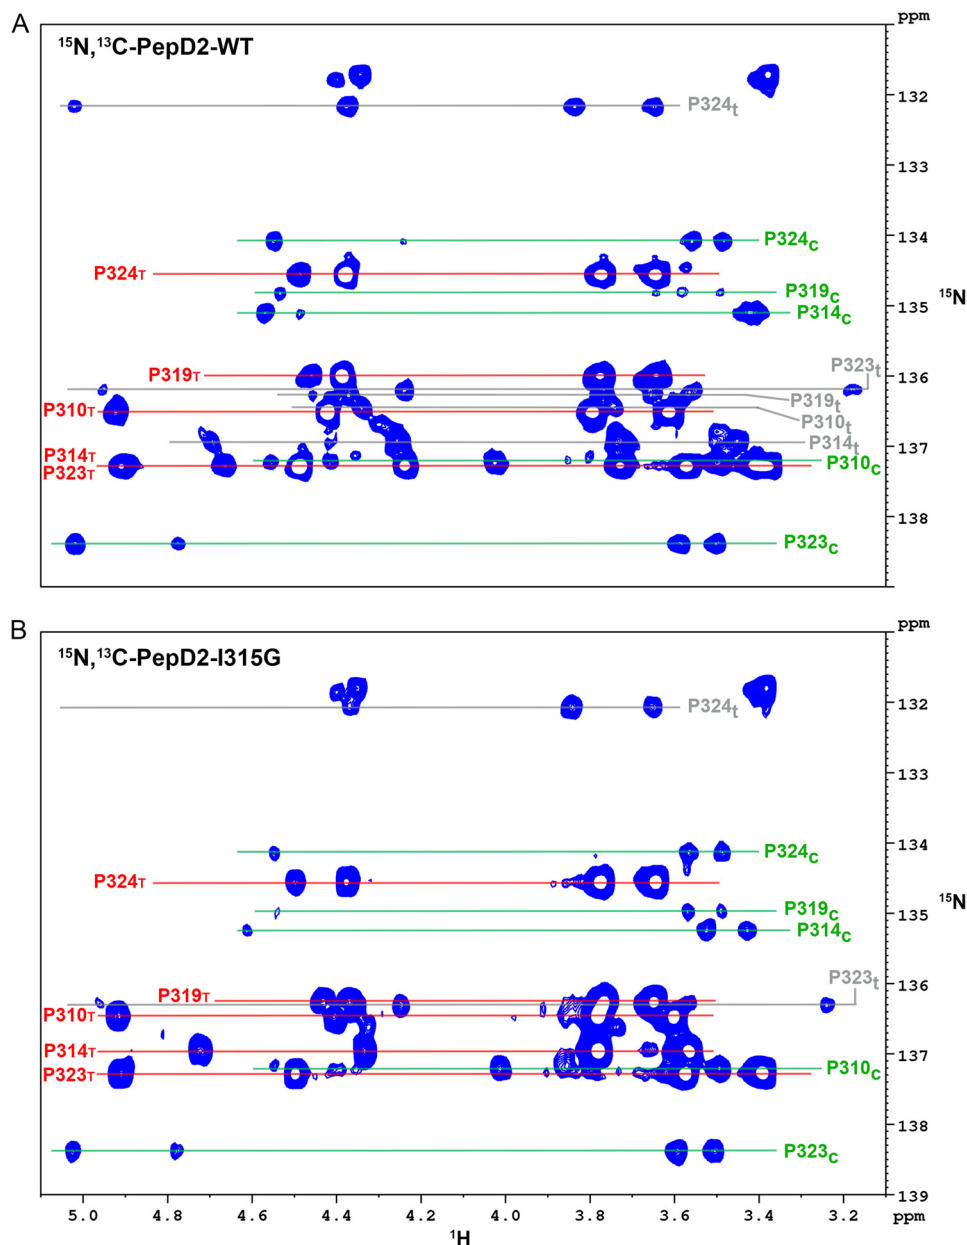 A
ppm
¹⁵N,¹³C-PepD2-WT
132
P324t
133
P324C
134
P324T
P319C
¹⁵N
135
P314C
P323t
P319T
136
P319t
P310T
P310t
P314t
137
P314T
P310C
P323T
138
P323C
B
ppm
¹⁵N,¹³C-PepD2-I315G
132
P324t
133
P324C
134
P324T
¹⁵N
P319C
135
P314C
P323t
P319T
136
P310T
P314T
137
P310C
P323T
138
P323C
139
5.0 4.8 4.6 4.4 4.2 4.0 3.8 3.6 3.4 3.2 ppm
¹H